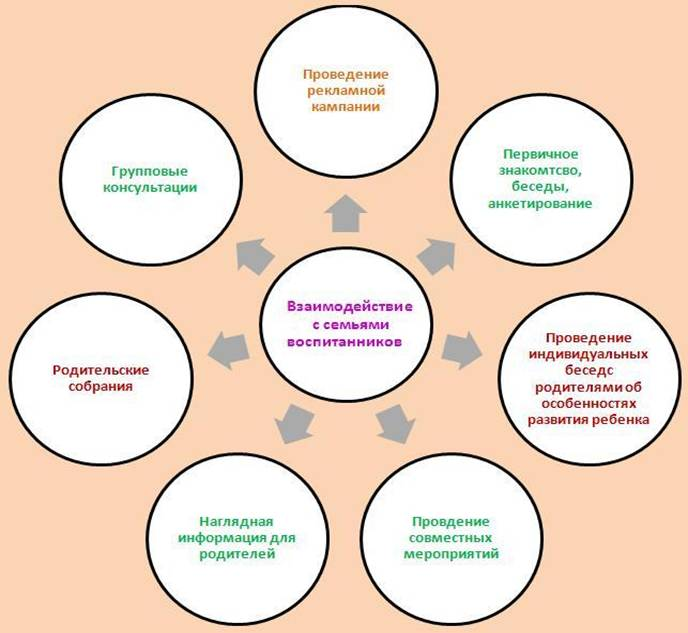 Проведение
рекламной
кампании
Групповые
консультации
Первичное
знакомтсво,
беседы,
анкетирование
Взаимодействие
с семьями
воспитанников
Родительские
собрания
Проведение
индивидуальных
беседс
родителями об
особенностях
развития ребенка
Наглядная
информация для
родителей
Провдение
совместных
мероприятий